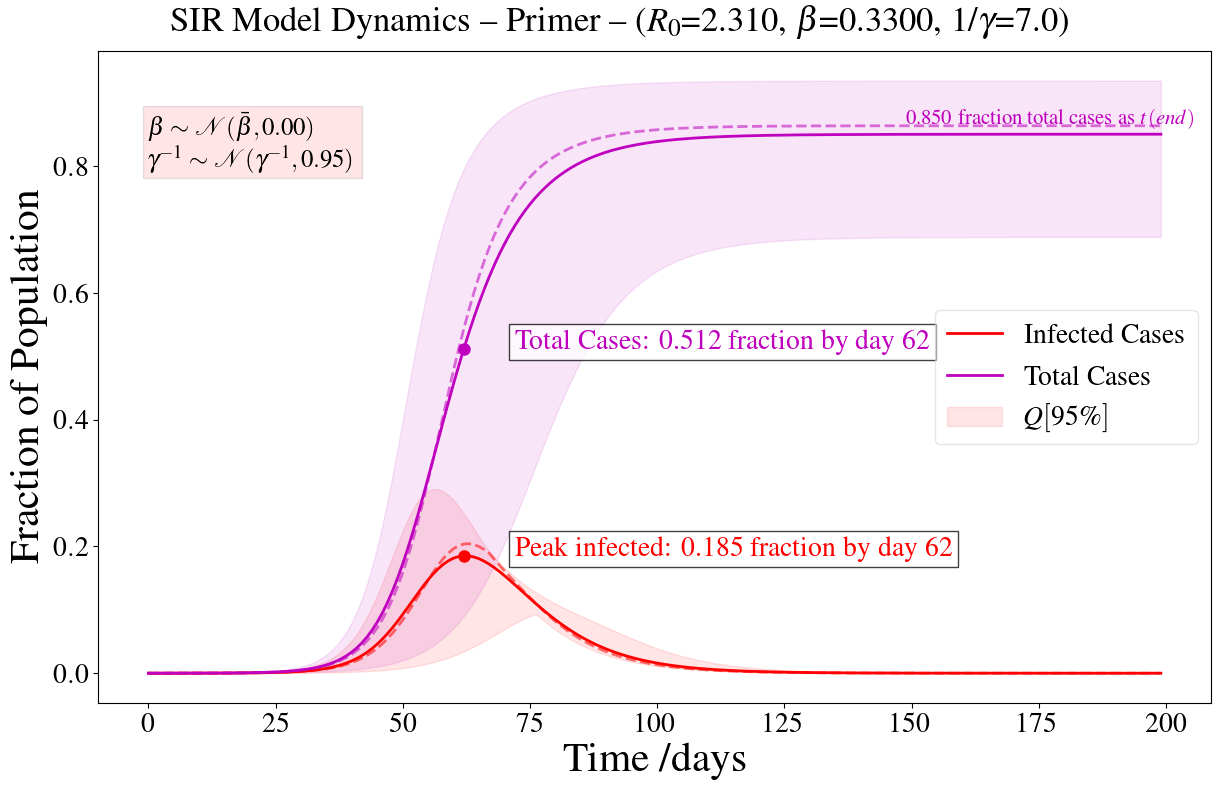 SIR Model Dynamics – Primer – (R₀=2.310, β=0.3300, 1/γ=7.0)
β ∼ 𝒩(β̄, 0.00)
γ⁻¹ ∼ 𝒩(γ⁻¹, 0.95)
0.850 fraction total cases as t(end)
Total Cases: 0.512 fraction by day 62
Peak infected: 0.185 fraction by day 62
Infected Cases
Total Cases
Q[95%]
Fraction of Population
0.8
0.6
0.4
0.2
0.0
0 25 50 75 100 125 150 175 200
Time /days